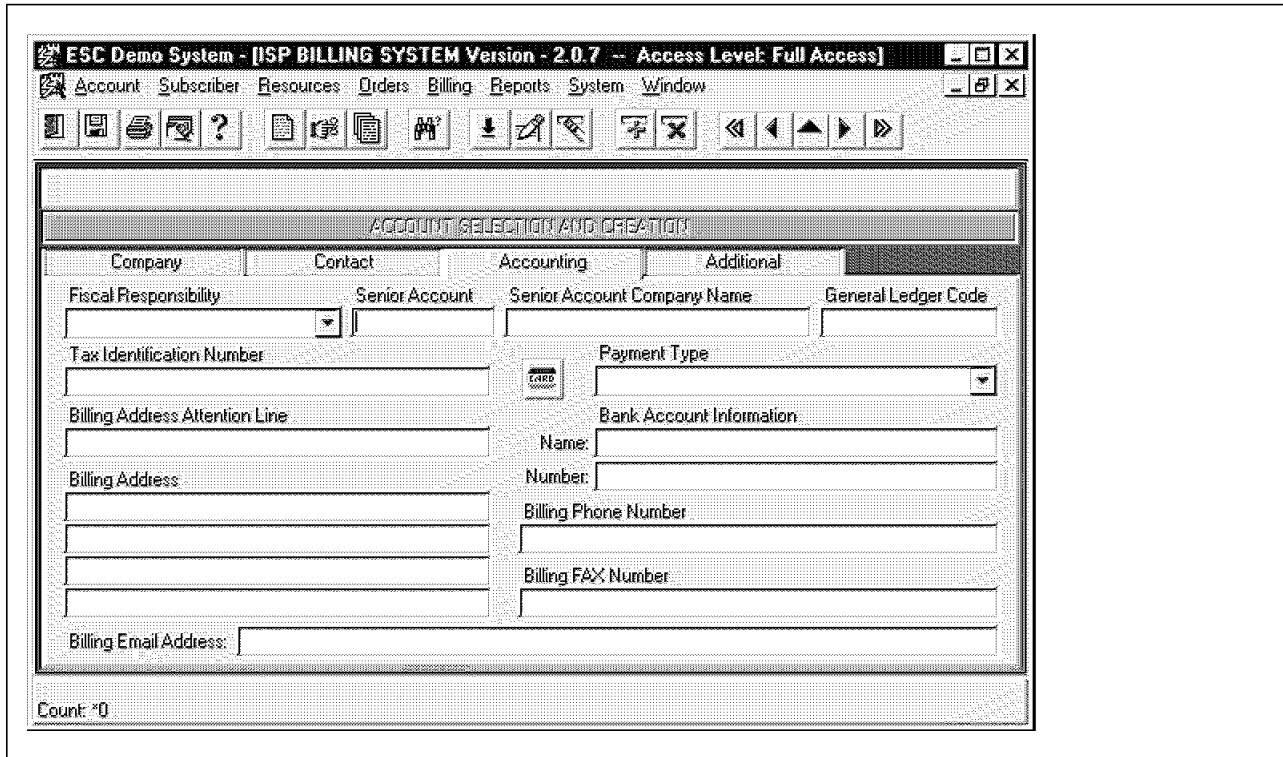 ESC Demo System - [ISP BILLING SYSTEM Version - 2.0.7 -- Access Level: Full Access]
Account Subscriber Resources Orders Billing Reports System Window
ACCOUNT SELECTION AND CREATION
Company Contact Accounting Additional
Fiscal Responsibility Senior Account Senior Account Company Name General Ledger Code
Tax Identification Number Payment Type
CARD
Billing Address Attention Line Bank Account Information
Name:
Billing Address Number:
Billing Phone Number
Billing FAX Number
Billing Email Address:
Count: *0